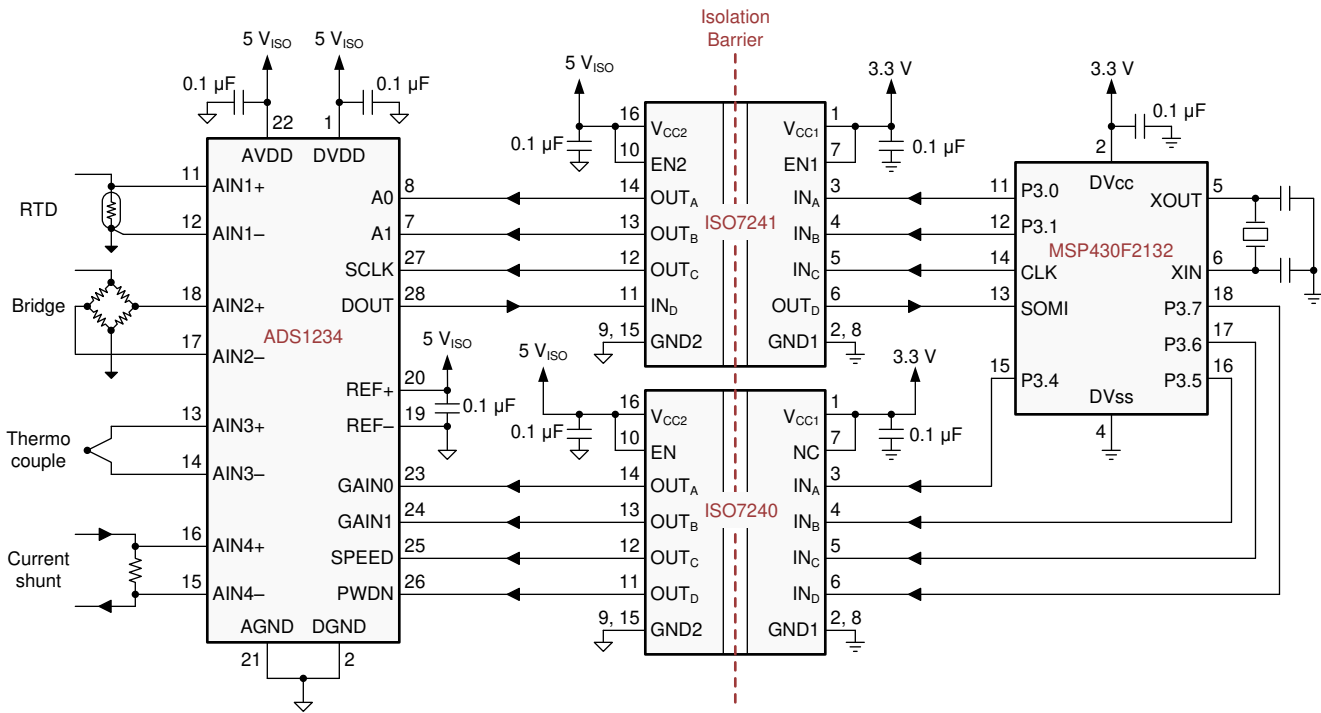 Isolation
Barrier
5 VISO
5 VISO
0.1 µF
0.1 µF
22
1
AVDD
DVDD
11
AIN1+
RTD
12
AIN1–
18
AIN2+
Bridge
17
AIN2–
13
AIN3+
Thermo
couple
14
AIN3–
16
AIN4+
Current
shunt
15
AIN4–
ADS1234
A0
8
A1
7
SCLK
27
DOUT
28
5 VISO
REF+
20
0.1 µF
REF–
19
GAIN0
23
GAIN1
24
SPEED
25
PWDN
26
AGND
DGND
21
2
5 VISO
0.1 µF
16
VCC2
10
EN2
14
OUTA
13
OUTB
12
OUTC
11
IND
9, 15
GND2
ISO7241
3.3 V
0.1 µF
VCC1
1
EN1
7
INA
3
INB
4
INC
5
OUTD
6
GND1
2, 8
5 VISO
0.1 µF
16
VCC2
10
EN
14
OUTA
13
OUTB
12
OUTC
11
OUTD
9, 15
GND2
ISO7240
3.3 V
0.1 µF
VCC1
1
NC
7
INA
3
INB
4
INC
5
IND
6
GND1
2, 8
3.3 V
0.1 µF
2
DVcc
11
P3.0
12
P3.1
14
CLK
13
SOMI
15
P3.4
MSP430F2132
XOUT
5
XIN
6
P3.7
18
P3.6
17
P3.5
16
DVss
4